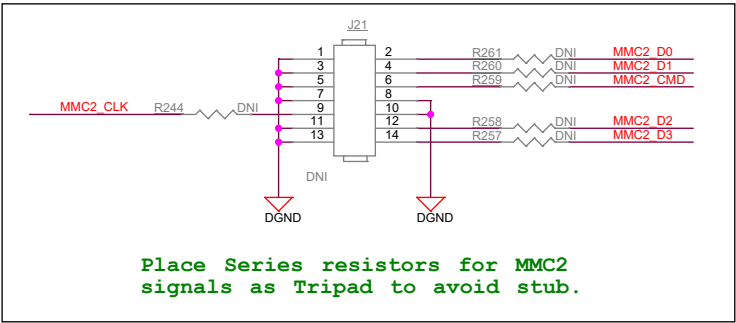 J21
1 2 R261 DNI MMC2_D0
3 4 R260 DNI MMC2_D1
5 6 R259 DNI MMC2_CMD
7 8
MMC2_CLK R244 DNI 9 10
11 12 R258 DNI MMC2_D2
13 14 R257 DNI MMC2_D3
DNI
DGND DGND
Place Series resistors for MMC2
signals as Tripad to avoid stub.